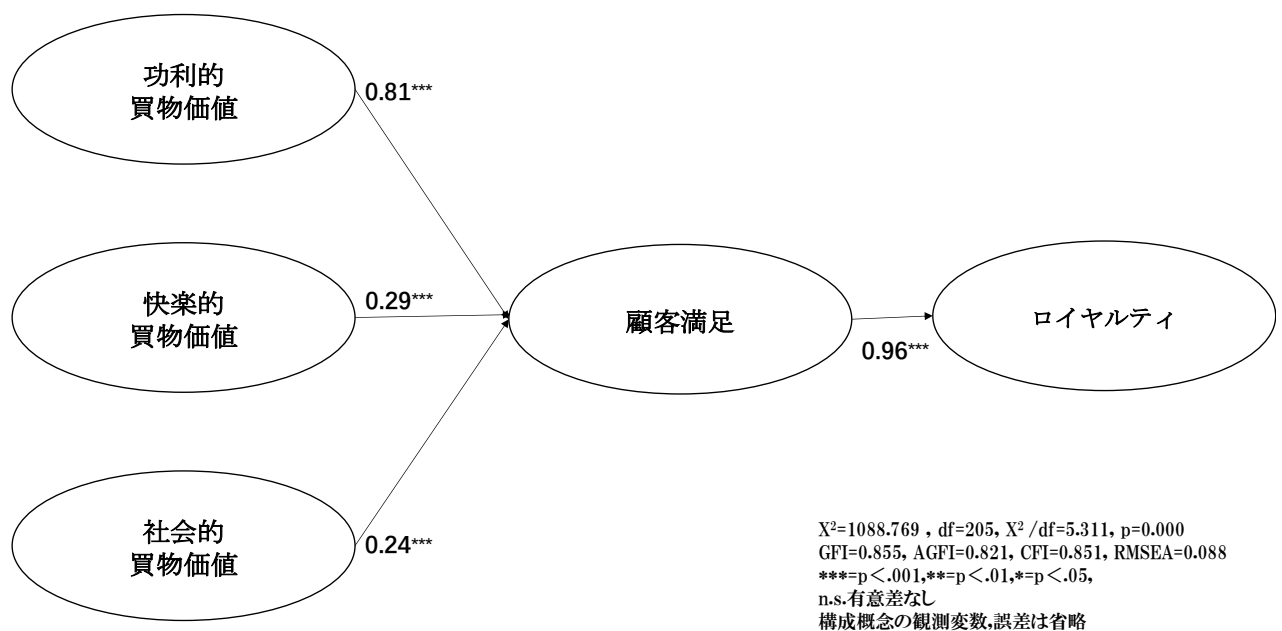 功利的
買物価値
0.81***
快楽的
買物価値
0.29***
顧客満足
0.96***
ロイヤルティ
社会的
買物価値
0.24***
X²=1088.769 , df=205, X² /df=5.311, p=0.000
GFI=0.855, AGFI=0.821, CFI=0.851, RMSEA=0.088
***=p＜.001,**=p＜.01,*=p＜.05,
n.s.有意差なし
構成概念の観測変数,誤差は省略